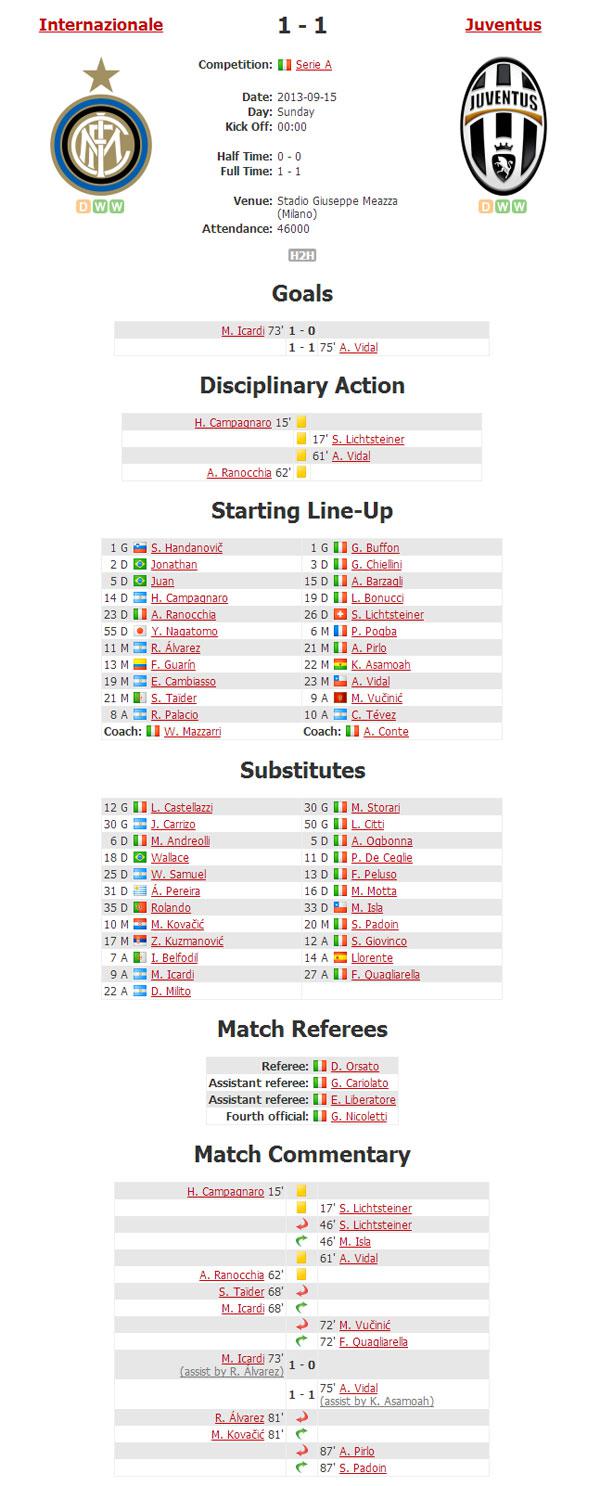 Internazionale 1 - 1 Juventus
Competition: Serie A
JUVENTUS
Date: 2013-09-15
Day: Sunday
Kick Off: 00:00
Half Time: 0 - 0
Full Time: 1 - 1
Venue: Stadio Giuseppe Meazza
(Milano)
D W W D W W
Attendance: 46000
H2H
Goals
M. Icardi 73' 1 - 0
1 - 1 75' A. Vidal
Disciplinary Action
H. Campagnaro 15'
17' S. Lichtsteiner
61' A. Vidal
A. Ranocchia 62'
Starting Line-Up
1 G S. Handanovič 1 G G. Buffon
2 D Jonathan 3 D G. Chiellini
5 D Juan 15 D A. Barzagli
14 D H. Campagnaro 19 D L. Bonucci
23 D A. Ranocchia 26 D S. Lichtsteiner
55 D Y. Nagatomo 6 M P. Pogba
11 M R. Álvarez 21 M A. Pirlo
13 M F. Guarín 22 M K. Asamoah
19 M E. Cambiasso 23 M A. Vidal
21 M S. Taïder 9 A M. Vučinić
8 A R. Palacio 10 A C. Tévez
Coach: W. Mazzarri Coach: A. Conte
Substitutes
12 G L. Castellazzi 30 G M. Storari
30 G J. Carrizo 50 G L. Citti
6 D M. Andreolli 5 D A. Ogbonna
18 D Wallace 11 D P. De Ceglie
25 D W. Samuel 13 D F. Peluso
31 D Á. Pereira 16 D M. Motta
35 D Rolando 33 D M. Isla
10 M M. Kovačić 20 M S. Padoin
17 M Z. Kuzmanović 12 A S. Giovinco
7 A I. Belfodil 14 A Llorente
9 A M. Icardi 27 A F. Quagliarella
22 A D. Milito
Match Referees
Referee: D. Orsato
Assistant referee: G. Cariolato
Assistant referee: E. Liberatore
Fourth official: G. Nicoletti
Match Commentary
H. Campagnaro 15'
17' S. Lichtsteiner
46' S. Lichtsteiner
46' M. Isla
61' A. Vidal
A. Ranocchia 62'
S. Taïder 68'
M. Icardi 68'
72' M. Vučinić
72' F. Quagliarella
M. Icardi 73' 1 - 0
(assist by R. Álvarez)
1 - 1 75' A. Vidal
(assist by K. Asamoah)
R. Álvarez 81'
M. Kovačić 81'
87' A. Pirlo
87' S. Padoin